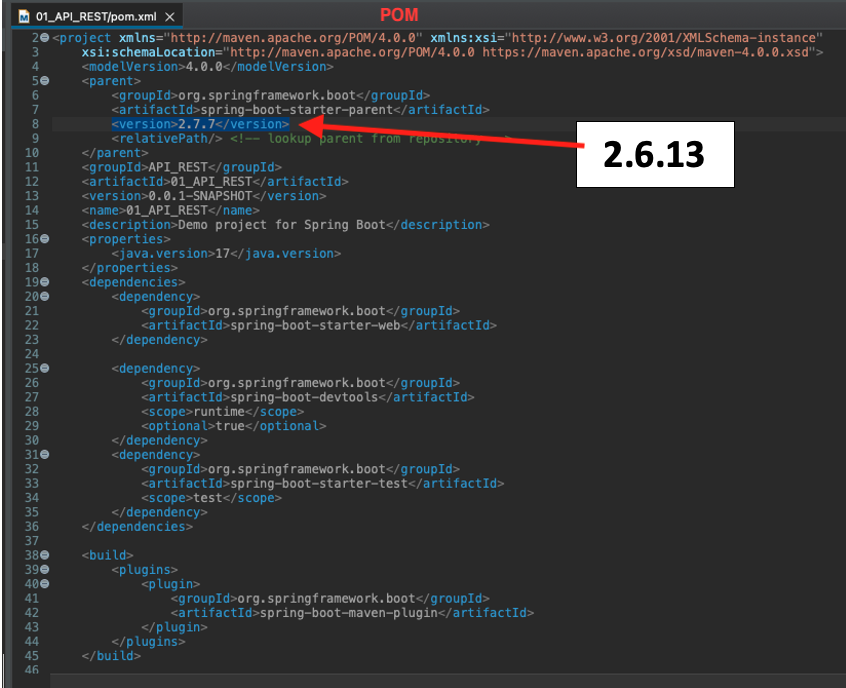 01_API_REST/pom.xml
POM
2 <project xmlns="http://maven.apache.org/POM/4.0.0" xmlns:xsi="http://www.w3.org/2001/XMLSchema-instance"
3 xsi:schemaLocation="http://maven.apache.org/POM/4.0.0 https://maven.apache.org/xsd/maven-4.0.0.xsd">
4 <modelVersion>4.0.0</modelVersion>
5 <parent>
6 <groupId>org.springframework.boot</groupId>
7 <artifactId>spring-boot-starter-parent</artifactId>
8 <version>2.7.7</version>
9 <relativePath/> <!-- lookup parent from repository -->
2.6.13
10 </parent>
11 <groupId>API_REST</groupId>
12 <artifactId>01_API_REST</artifactId>
13 <version>0.0.1-SNAPSHOT</version>
14 <name>01_API_REST</name>
15 <description>Demo project for Spring Boot</description>
16 <properties>
17 <java.version>17</java.version>
18 </properties>
19 <dependencies>
20 <dependency>
21 <groupId>org.springframework.boot</groupId>
22 <artifactId>spring-boot-starter-web</artifactId>
23 </dependency>
24
25 <dependency>
26 <groupId>org.springframework.boot</groupId>
27 <artifactId>spring-boot-devtools</artifactId>
28 <scope>runtime</scope>
29 <optional>true</optional>
30 </dependency>
31 <dependency>
32 <groupId>org.springframework.boot</groupId>
33 <artifactId>spring-boot-starter-test</artifactId>
34 <scope>test</scope>
35 </dependency>
36 </dependencies>
37
38 <build>
39 <plugins>
40 <plugin>
41 <groupId>org.springframework.boot</groupId>
42 <artifactId>spring-boot-maven-plugin</artifactId>
43 </plugin>
44 </plugins>
45 </build>
46